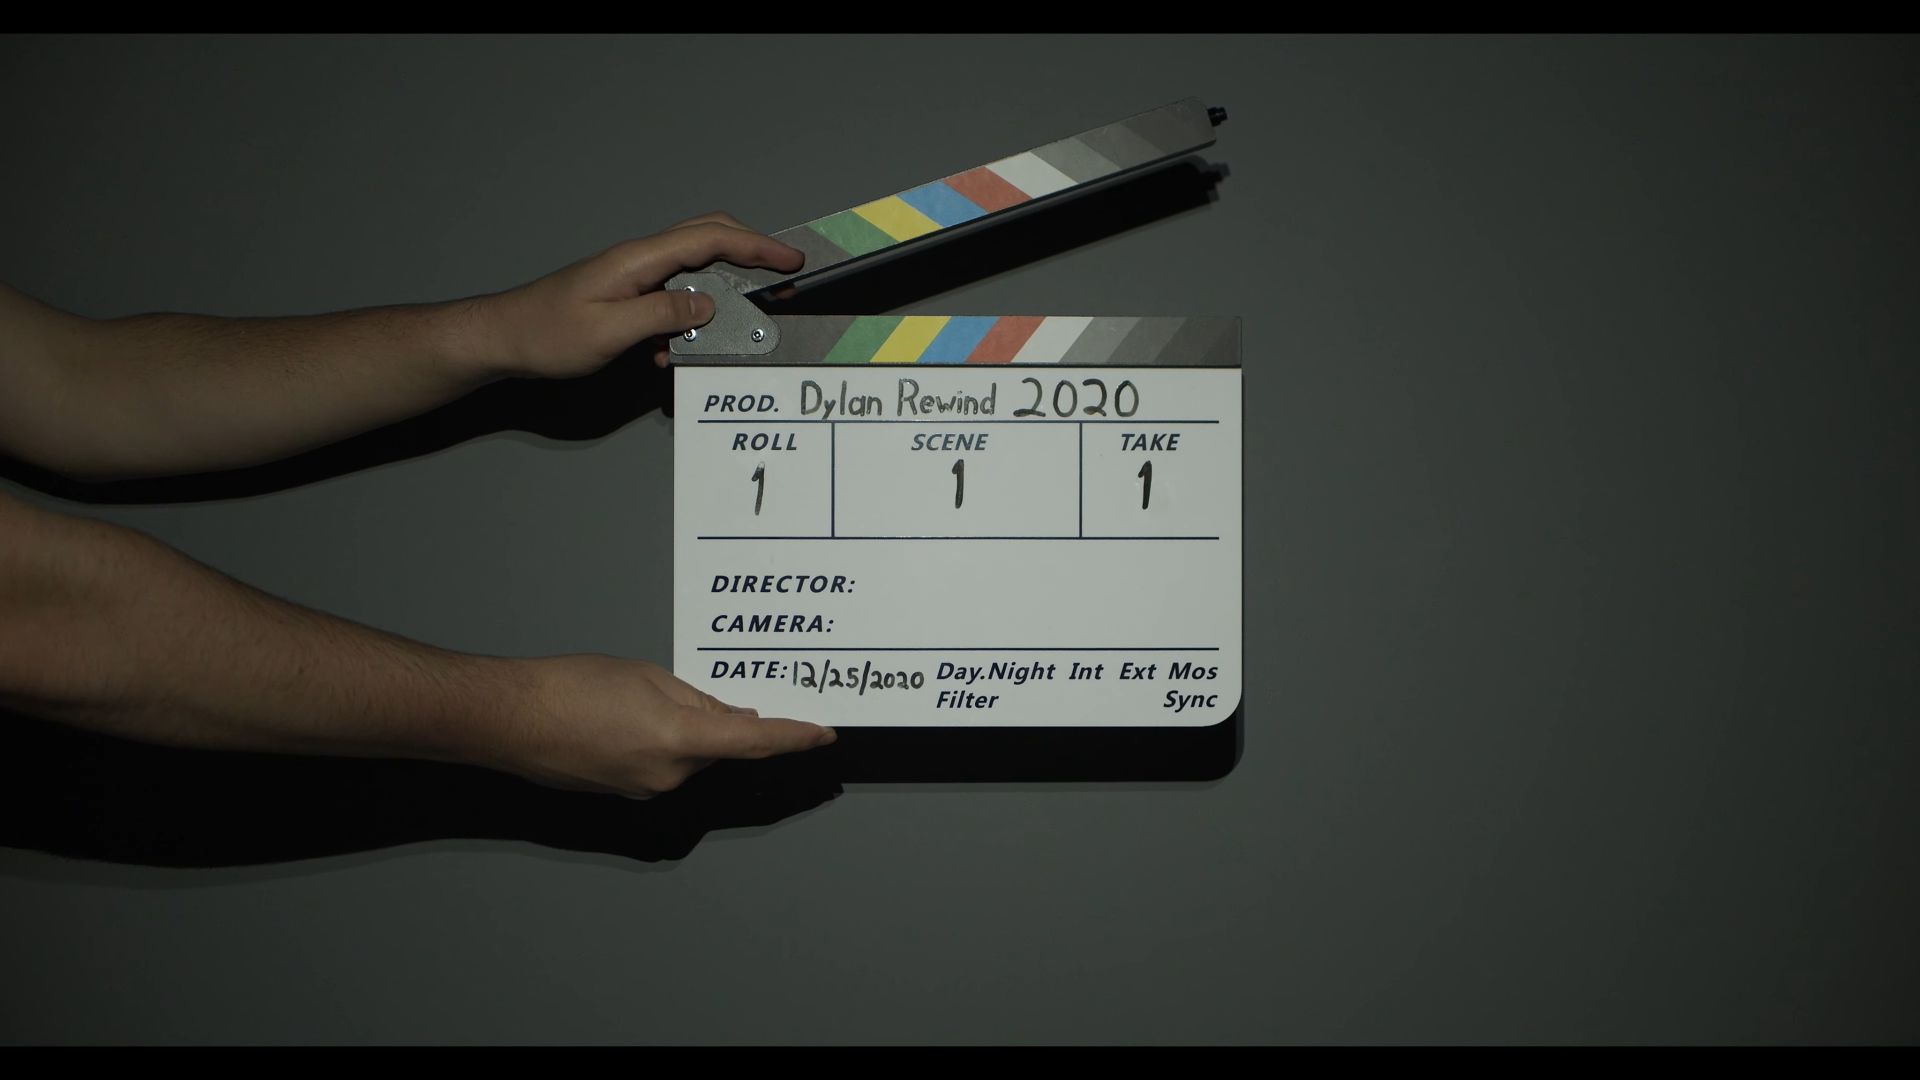 PROD. Dylan Rewind 2020
ROLL SCENE TAKE
1 1 1
DIRECTOR:
CAMERA:
DATE: 12/25/2020 Day.Night Int Ext Mos
Filter Sync